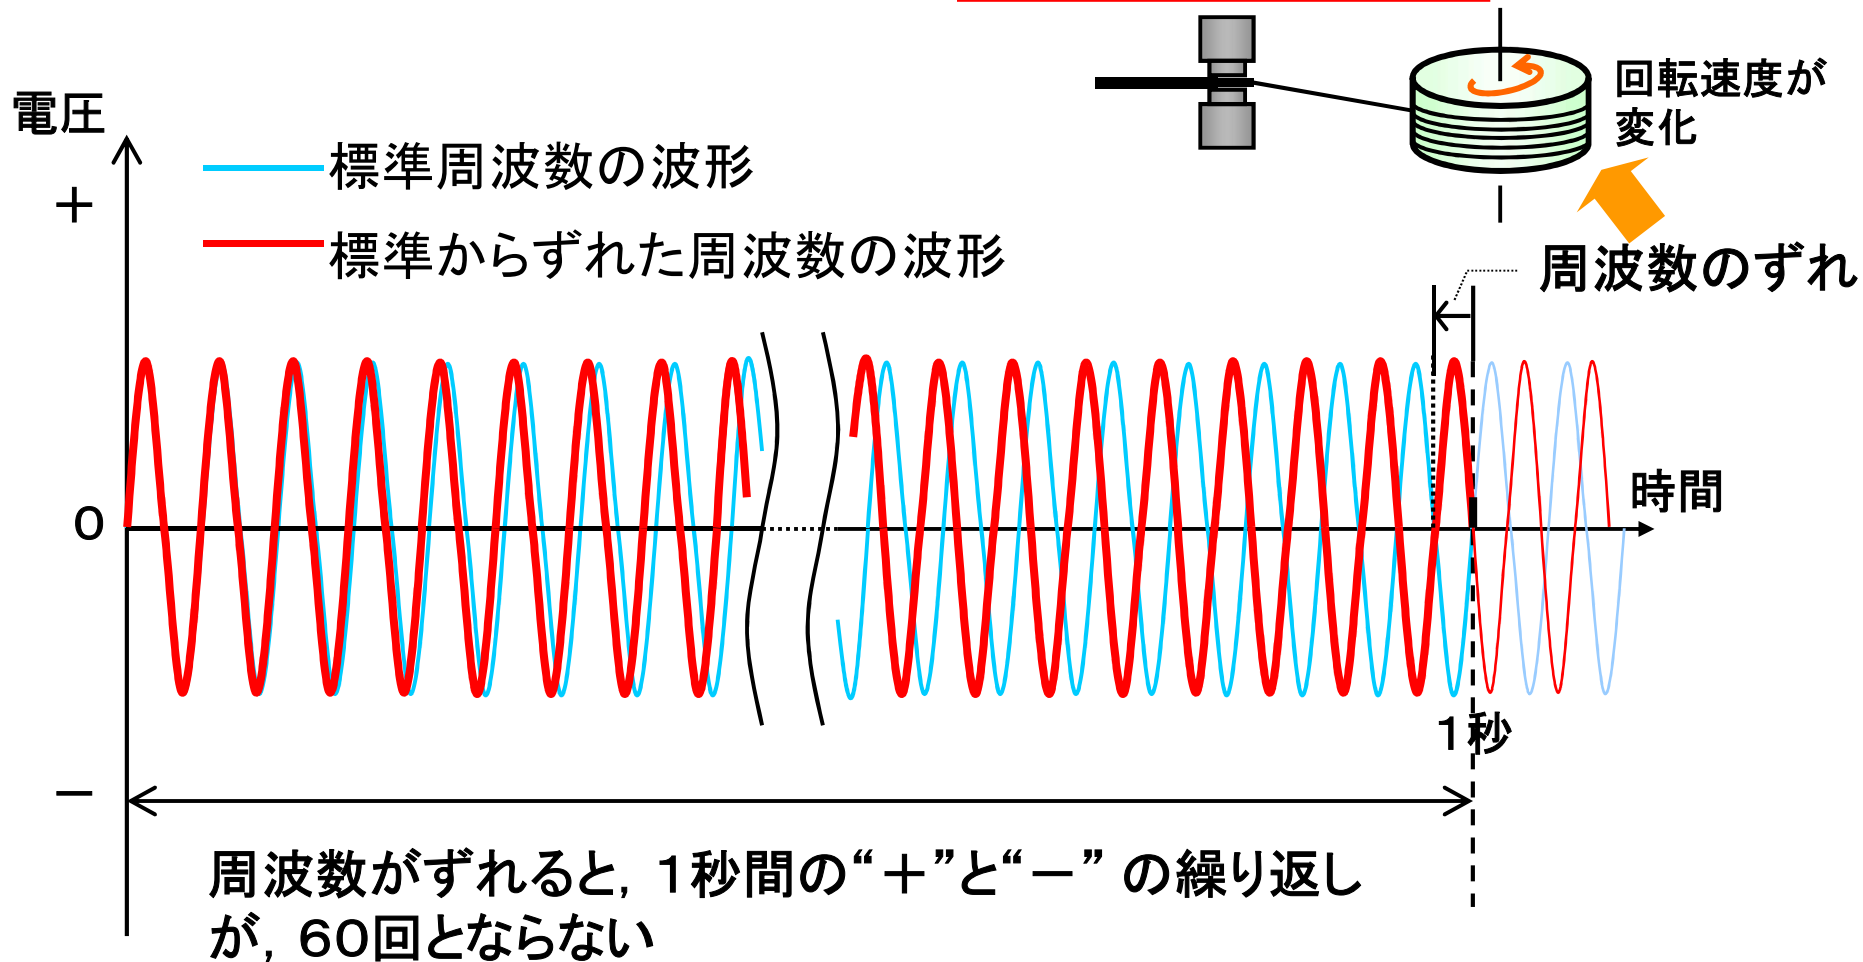 回転速度が
変化
電圧
標準周波数の波形
＋
標準からずれた周波数の波形
周波数のずれ
時間
０
１秒
－
周波数がずれると，１秒間の“＋”と“－” の繰り返し
が，６０回とならない